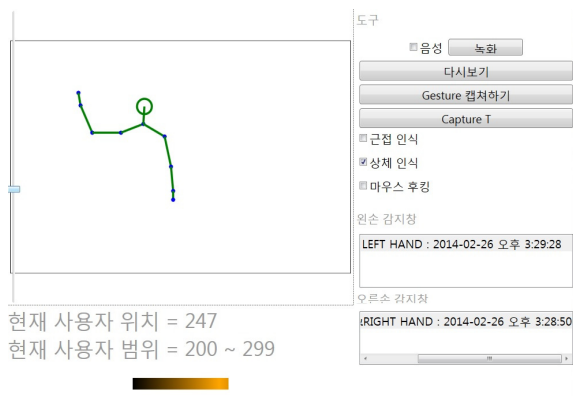 도구
음성 녹화
다시보기
Gesture 캡쳐하기
Capture T
근접 인식
상체 인식
마우스 후킹
왼손 감지창
LEFT HAND : 2014-02-26 오후 3:29:28
오른손 감지창
RIGHT HAND : 2014-02-26 오후 3:28:50
현재 사용자 위치 = 247
현재 사용자 범위 = 200 ~ 299